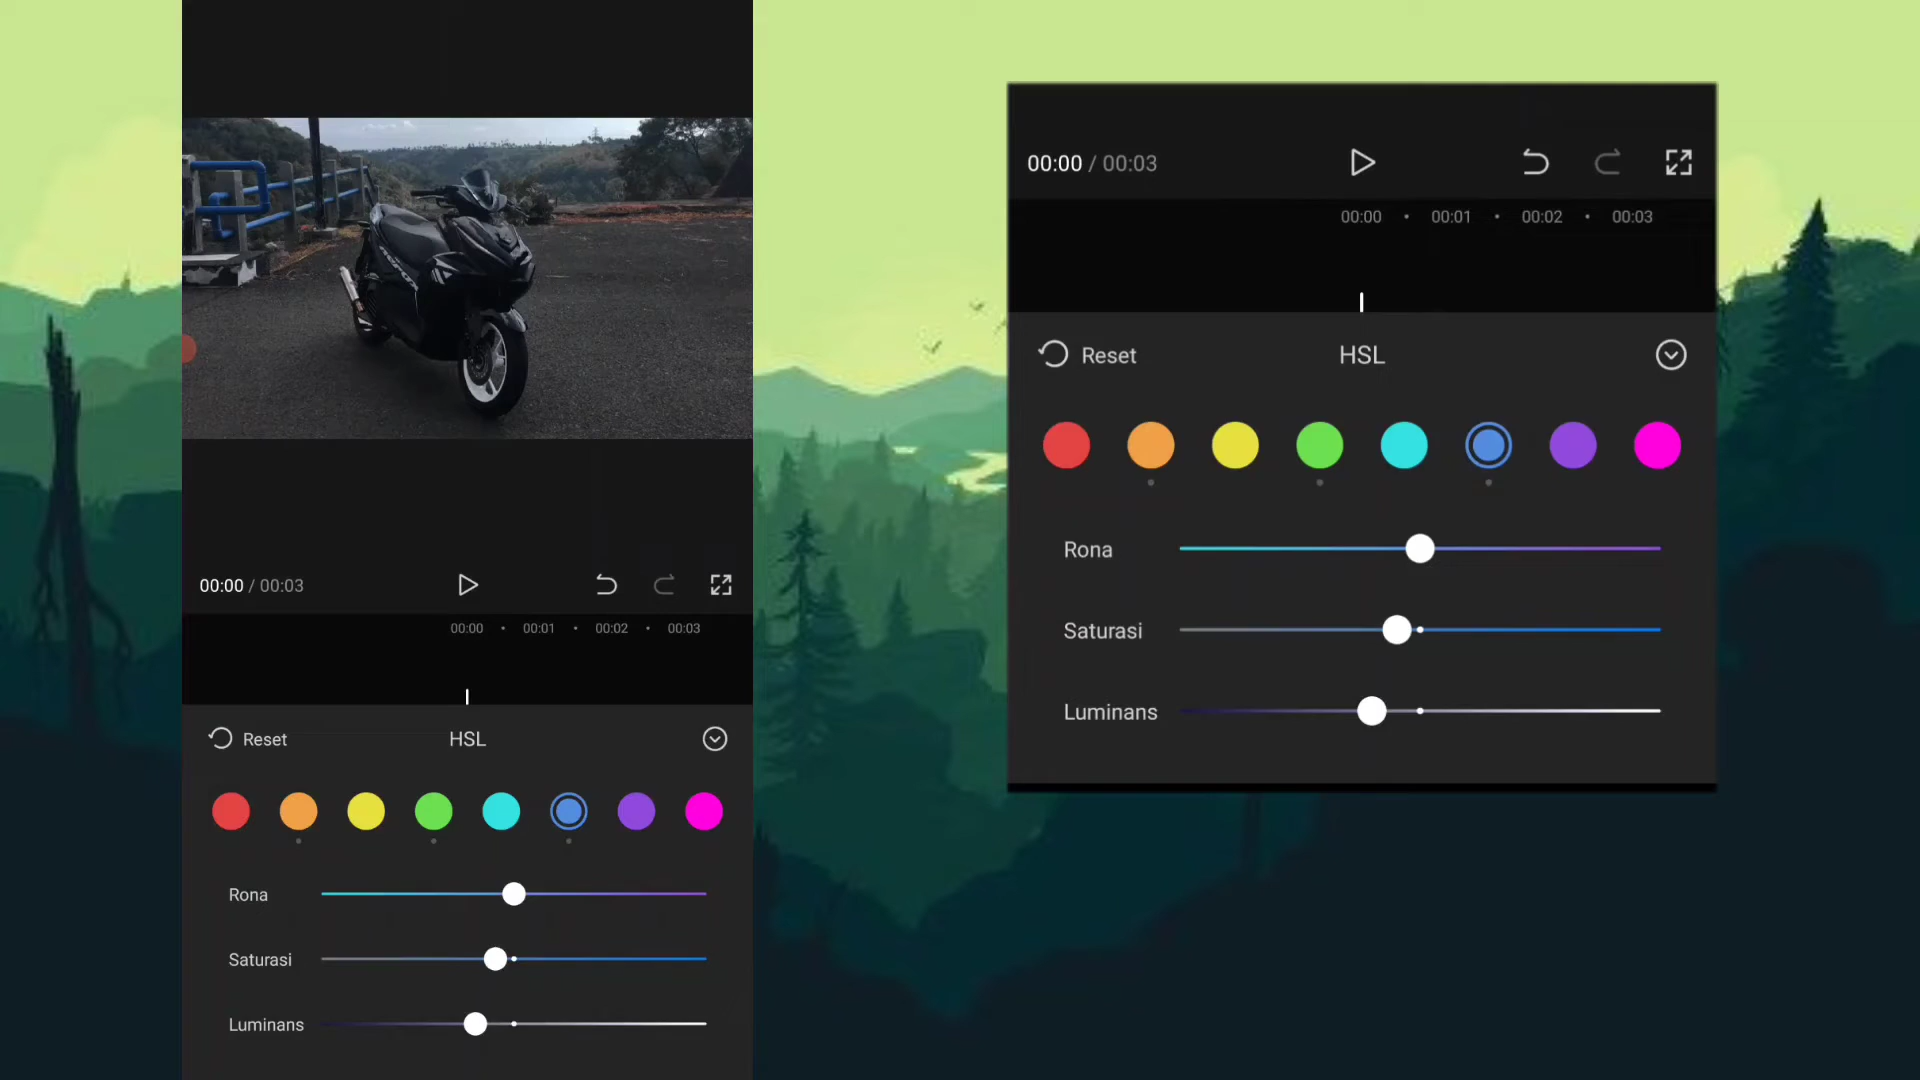 00:00 / 00:03
00:00 • 00:01 • 00:02 • 00:03
Reset HSL
Rona
Saturasi
Luminans
00:00 / 00:03
00:00 • 00:01 • 00:02 • 00:03
Reset HSL
Rona
Saturasi
Luminans